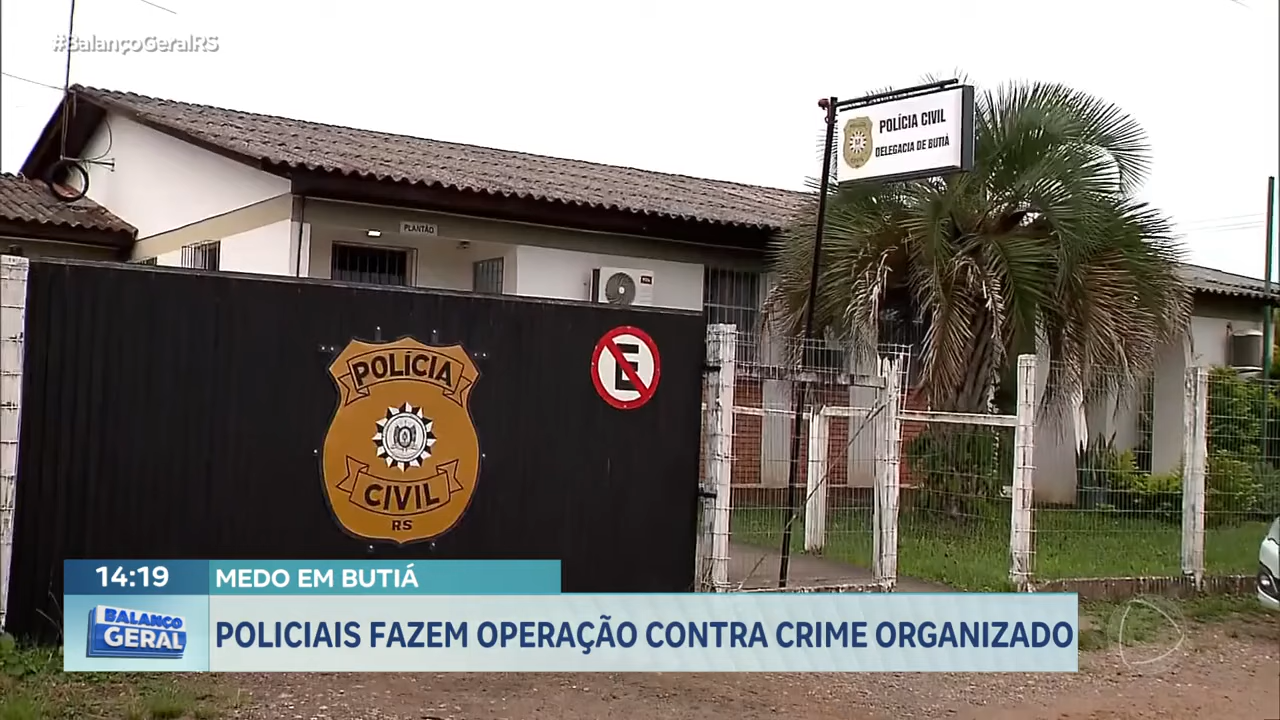 #BalançoGeralRS
POLÍCIA CIVIL
DELEGACIA DE BUTIÁ
PLANTÃO
POLÍCIA
CIVIL
RS
E
14:19
MEDO EM BUTIÁ
BALANÇO
GERAL
POLICIAIS FAZEM OPERAÇÃO CONTRA CRIME ORGANIZADO